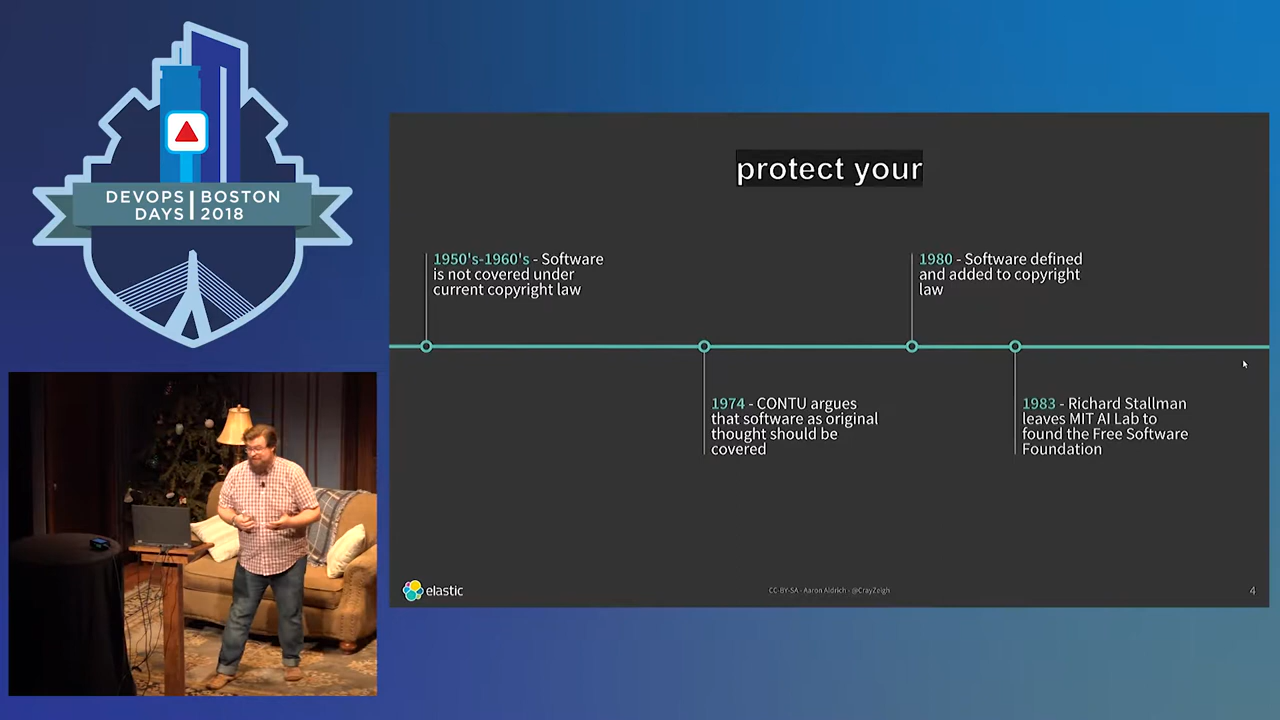 DEVOPS BOSTON
DAYS 2018
protect your
1950's-1960's - Software
is not covered under
current copyright law
1980 - Software defined
and added to copyright
law
1974 - CONTU argues
that software as original
thought should be
covered
1983 - Richard Stallman
leaves MIT AI Lab to
found the Free Software
Foundation
elastic
CC-BY-SA - Aaron Aldrich - @CrayZeigh
4